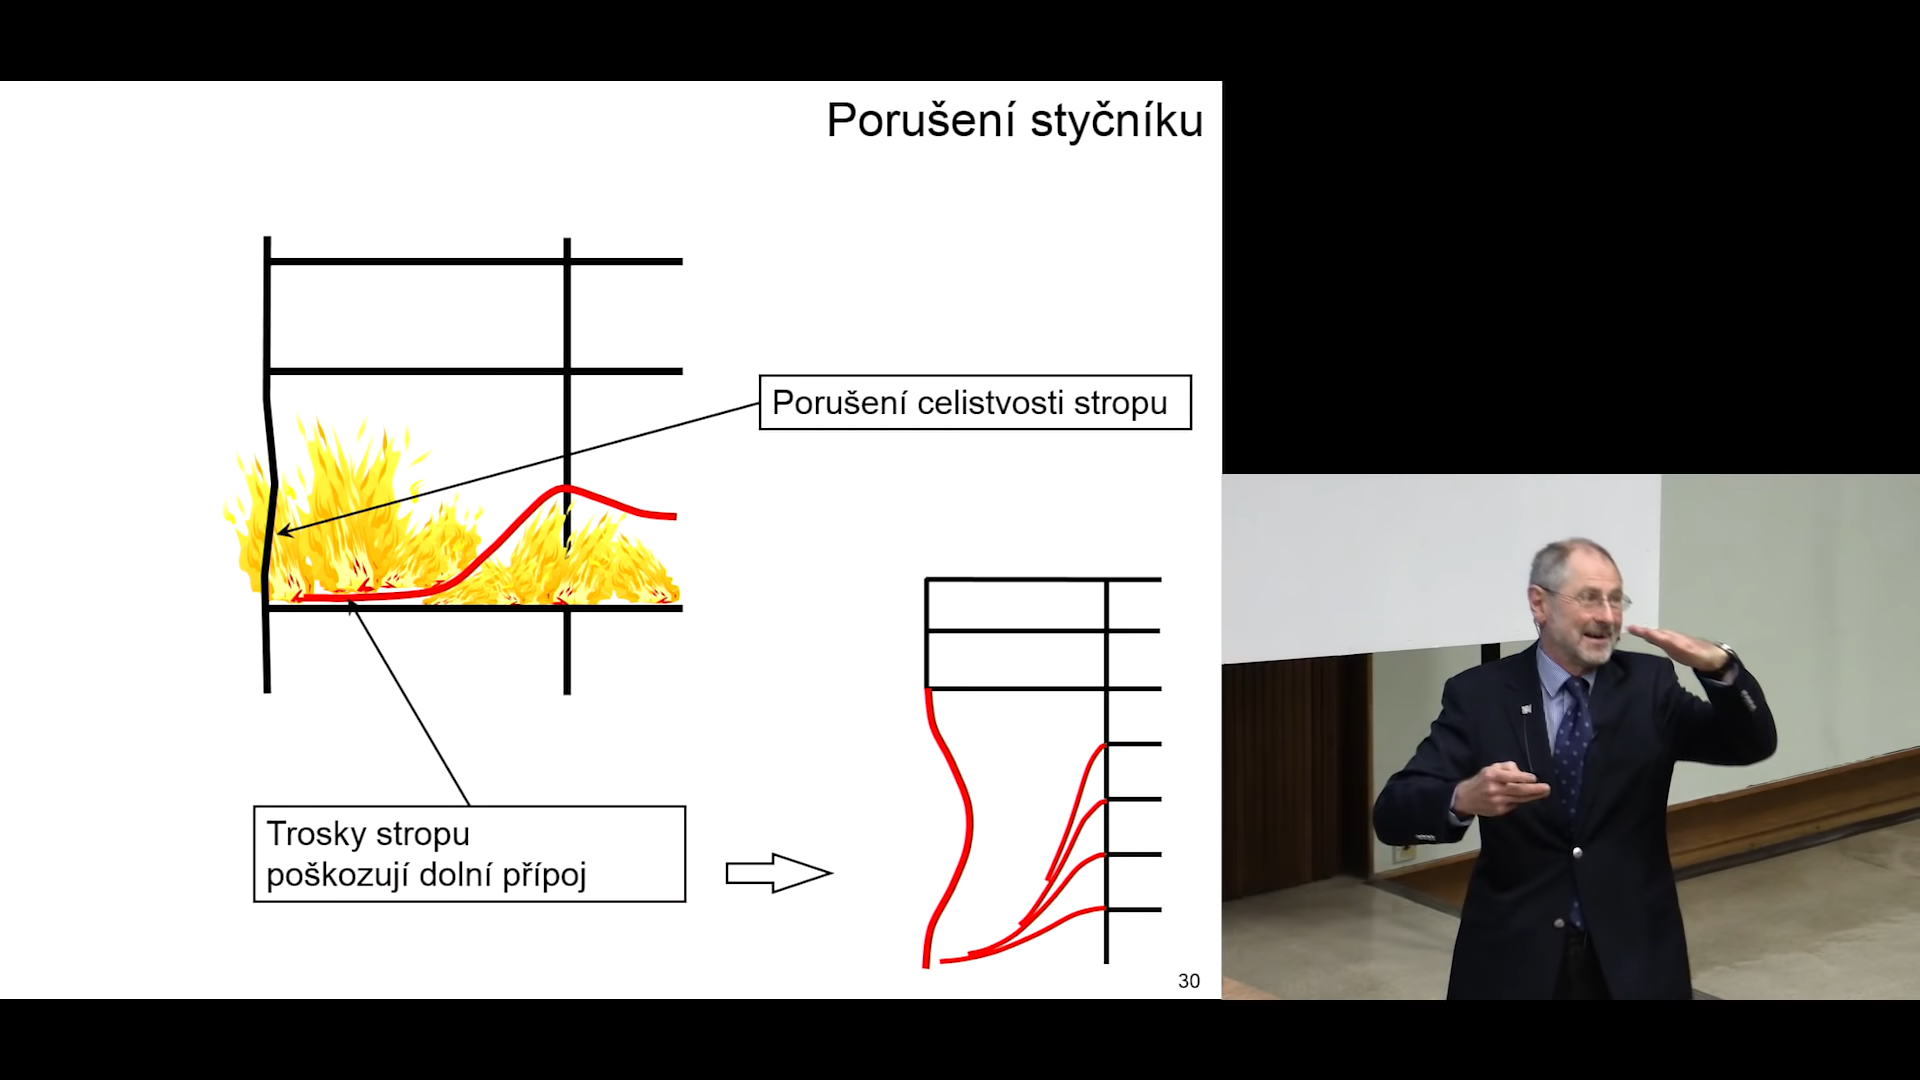 Porušení styčníku
Porušení celistvosti stropu
Trosky stropu
poškozují dolní přípoj
30